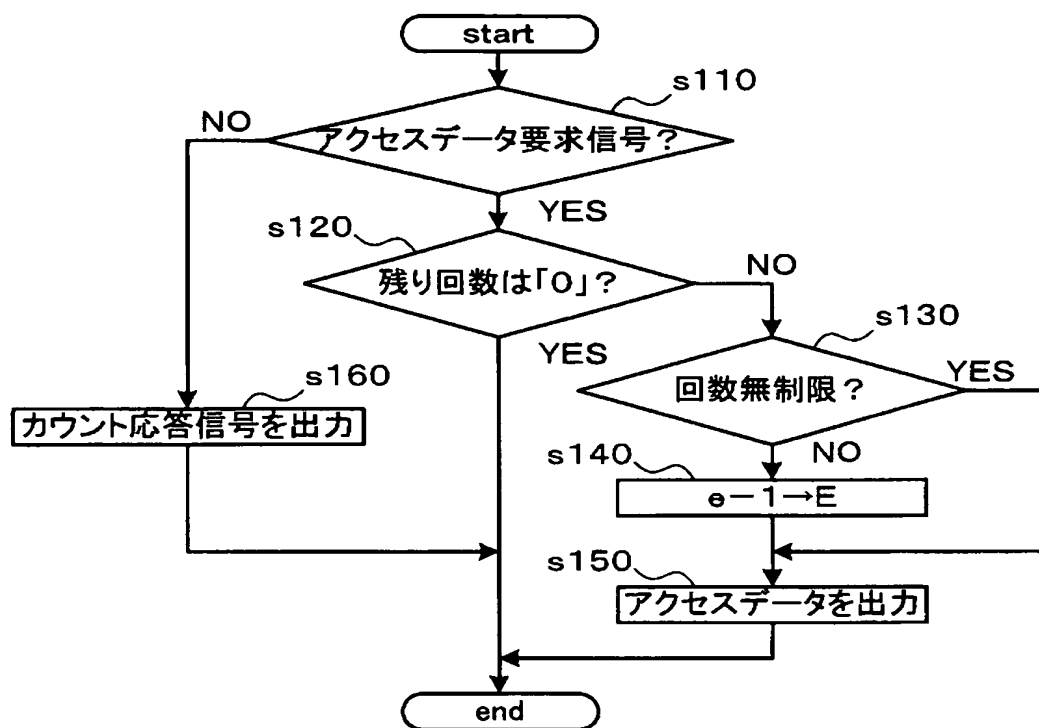 start
s110
NO
アクセスデータ要求信号?
YES
s120
残り回数は「0」?
NO
s130
YES
回数無制限?
YES
s160
カウント応答信号を出力
NO
s140
e－1→E
s150
アクセスデータを出力
end